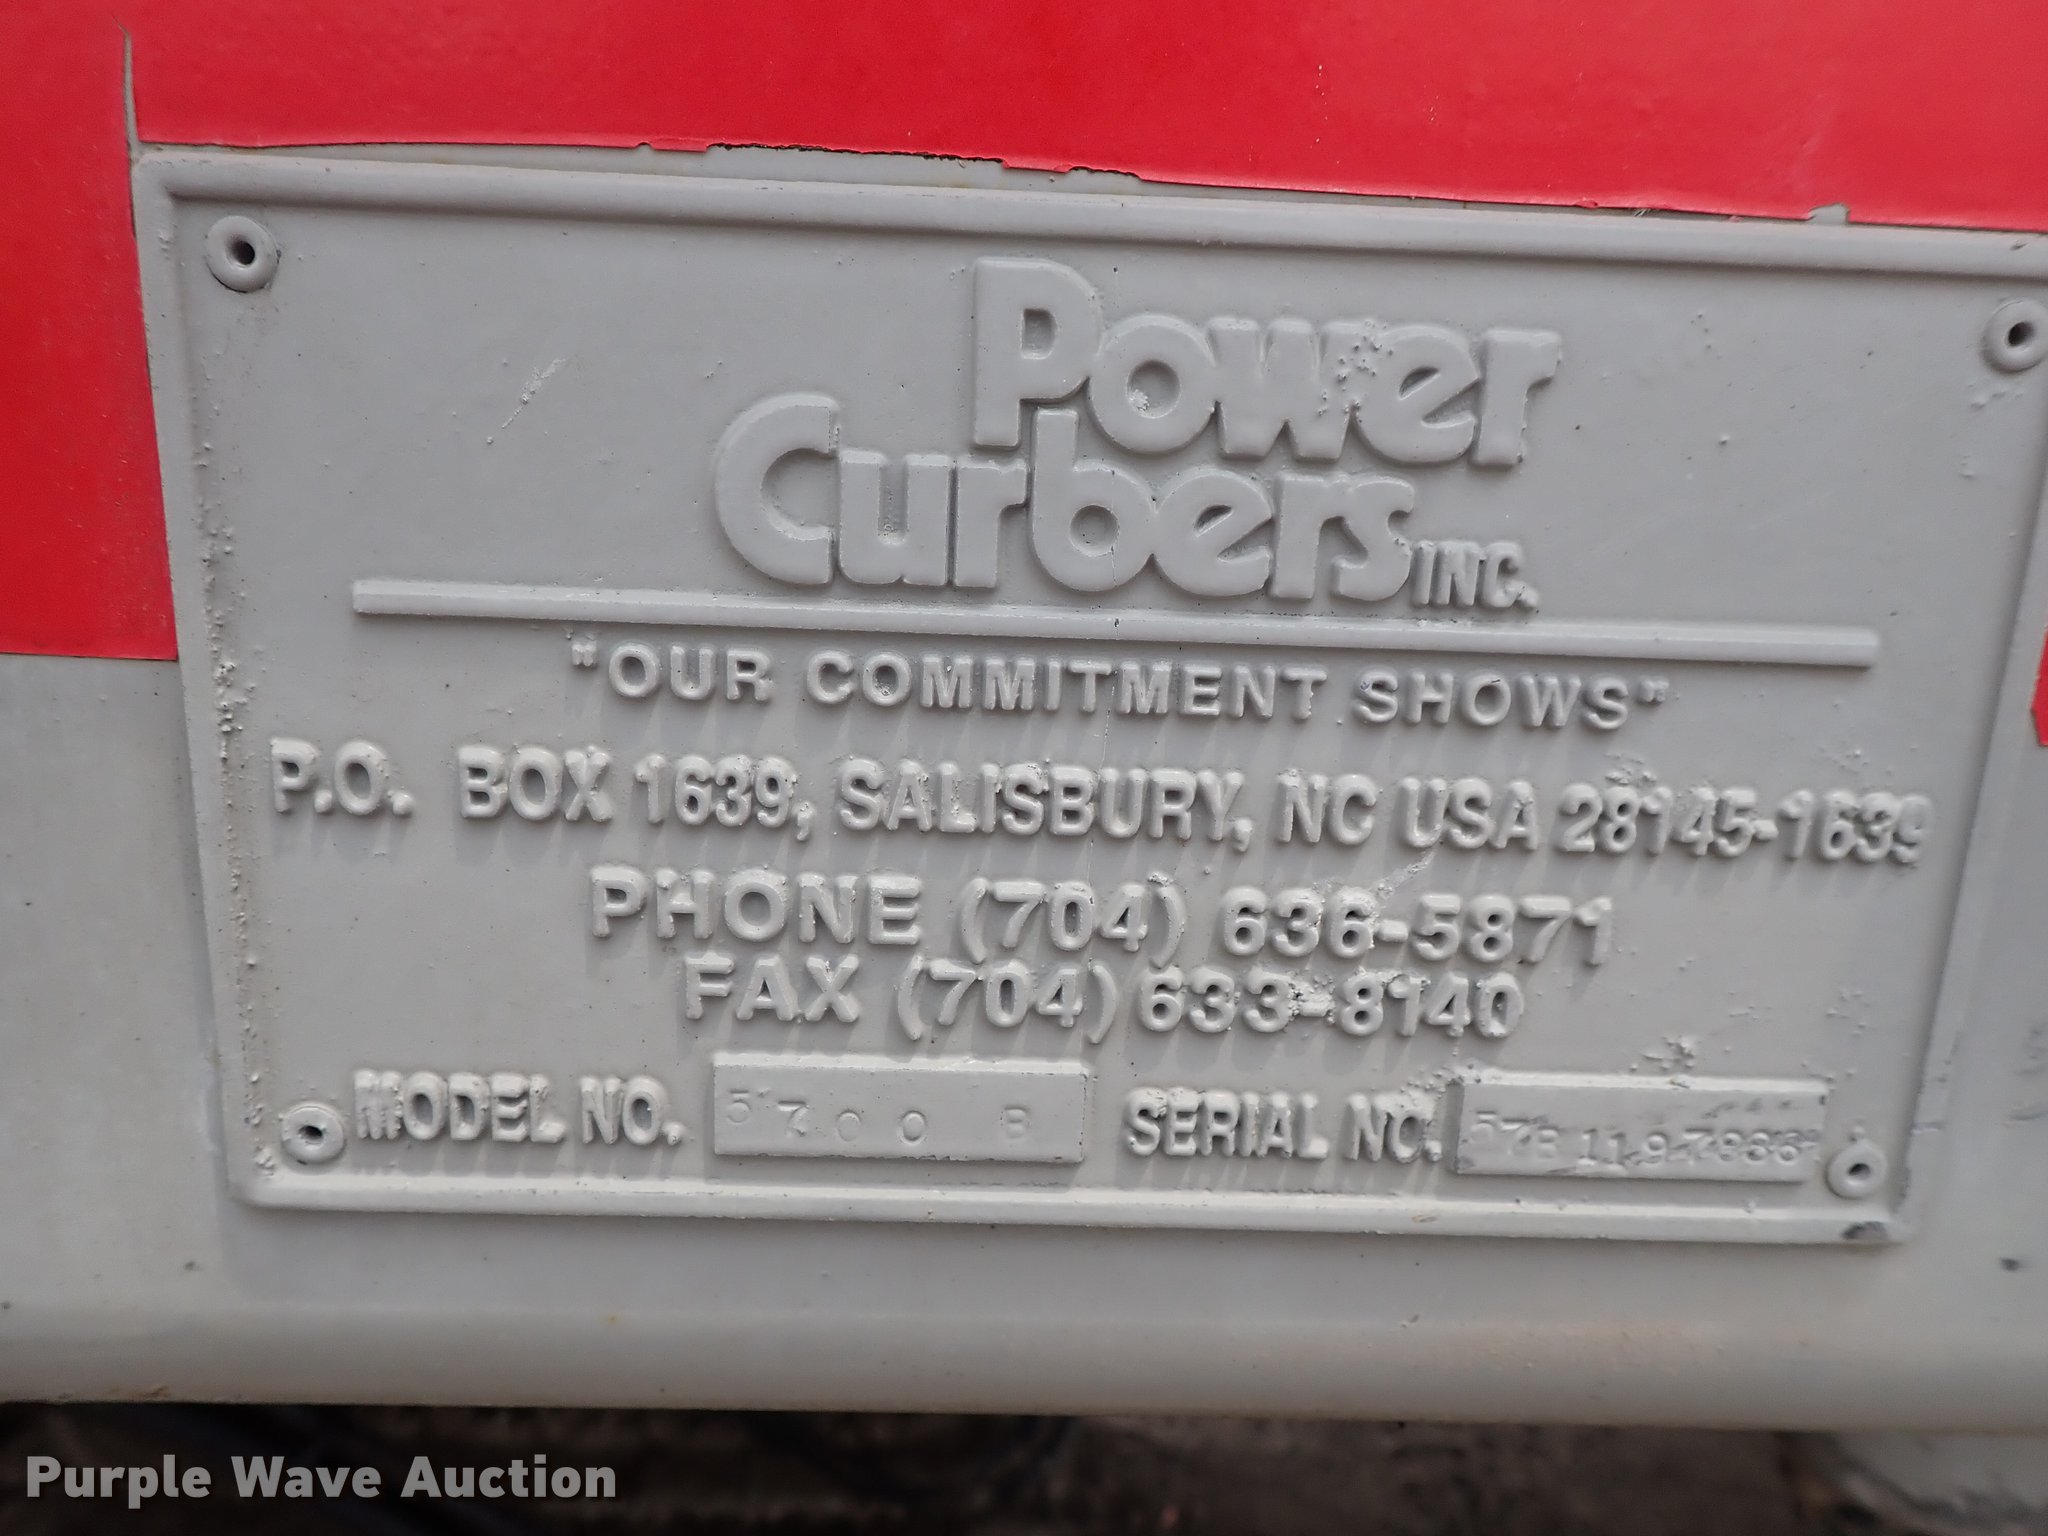 Power
Curbers INC.
"OUR COMMITMENT SHOWS"
P.O. BOX 1639, SALISBURY, NC USA 28145-1639
PHONE (704) 636-5871
FAX (704) 633-8140
MODEL NO. 5700 B SERIAL NO.
Purple Wave Auction